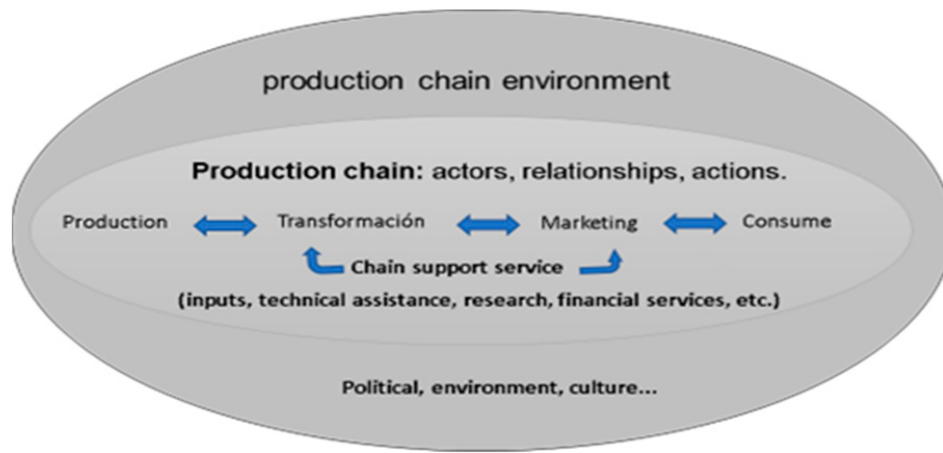 production chain environment
Production chain: actors, relationships, actions.
Production Transformación Marketing Consume
Chain support service
(inputs, technical assistance, research, financial services, etc.)
Polítical, environment, culture...